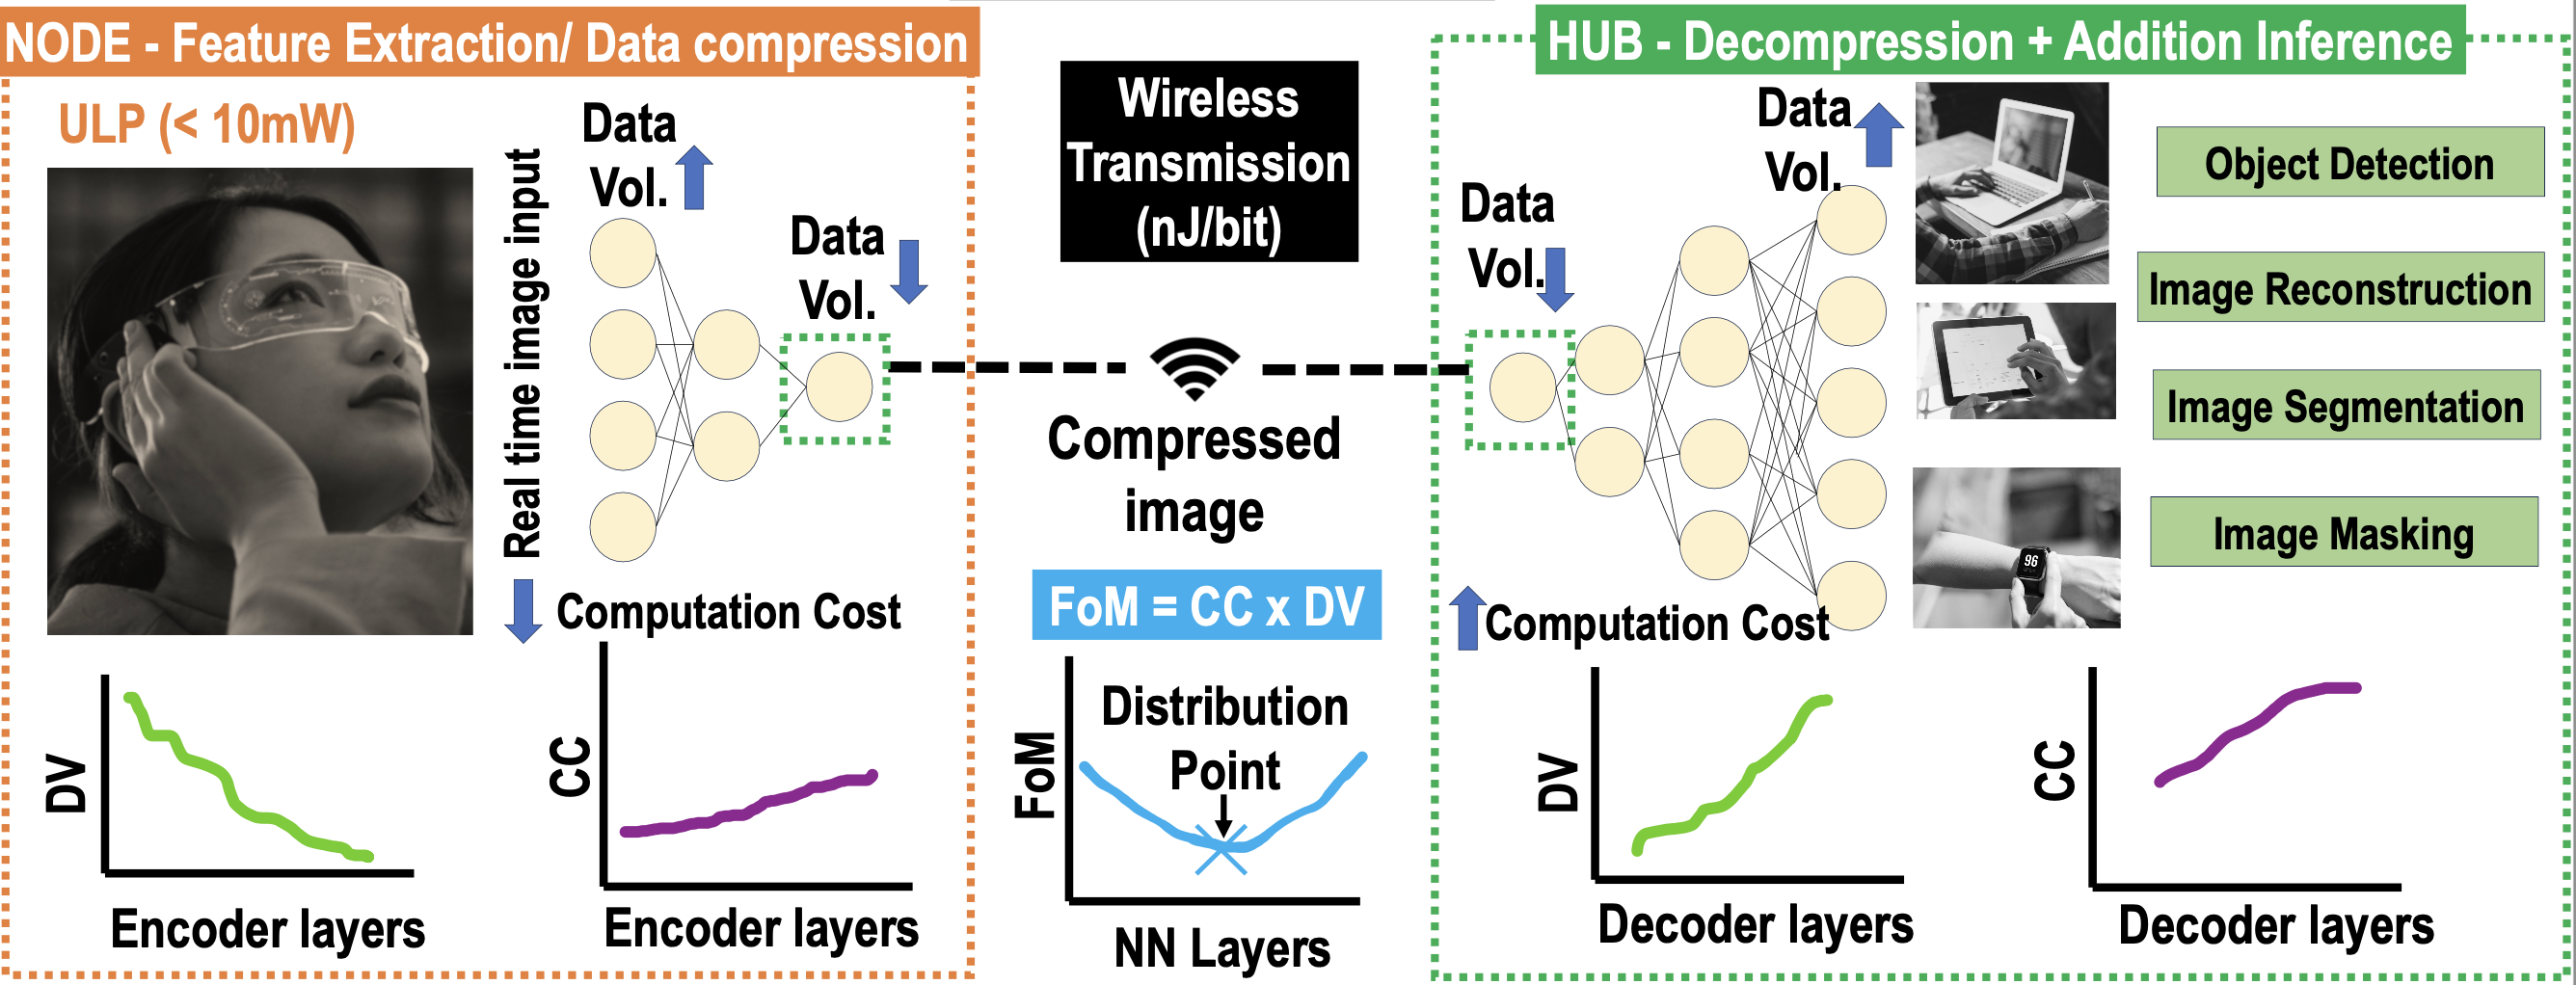 NODE - Feature Extraction/ Data compression
ULP (< 10mW)
Real time image input
Data
Vol.
Data
Vol.
Computation Cost
DV
Encoder layers
CC
Encoder layers
Wireless
Transmission
(nJ/bit)
Compressed
image
FoM = CC x DV
Distribution
Point
FoM
NN Layers
HUB - Decompression + Addition Inference
Data
Vol.
Data
Vol.
Computation Cost
96
Object Detection
Image Reconstruction
Image Segmentation
Image Masking
DV
Decoder layers
CC
Decoder layers